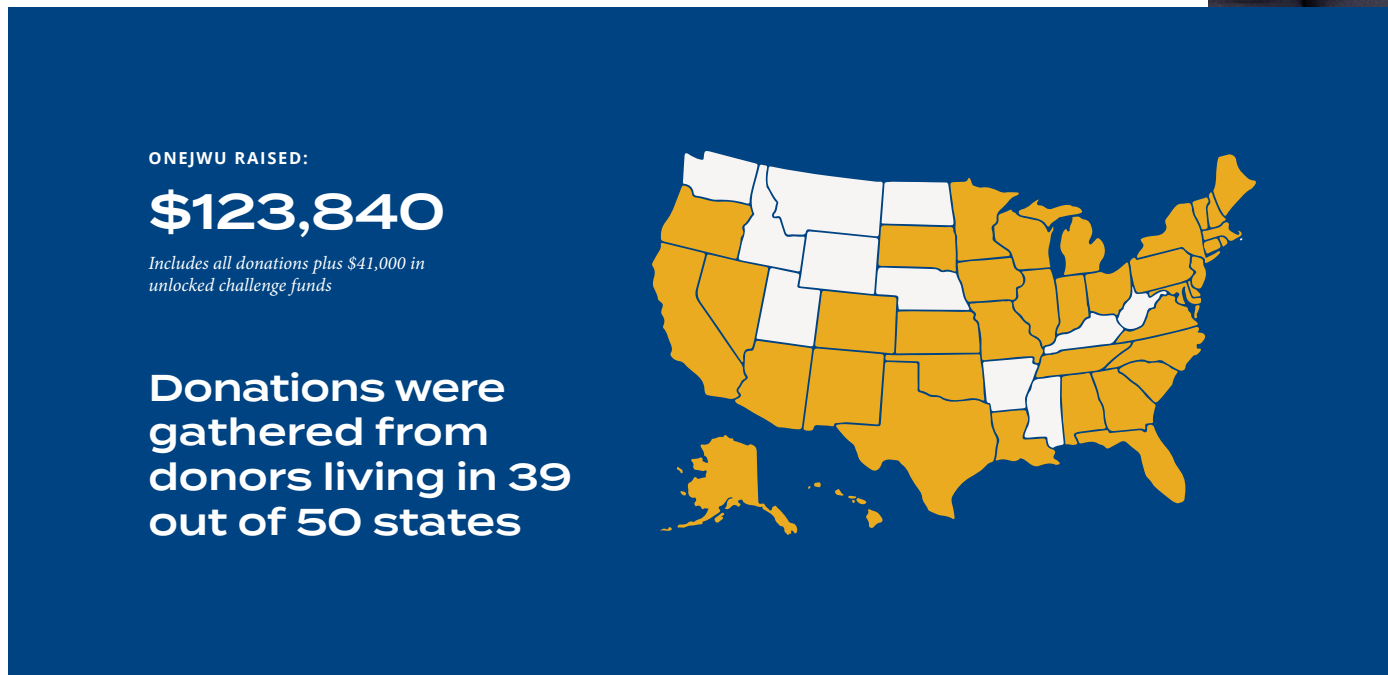 ONEJWU RAISED:
$123,840
Includes all donations plus $41,000 in
unlocked challenge funds
Donations were
gathered from
donors living in 39
out of 50 states